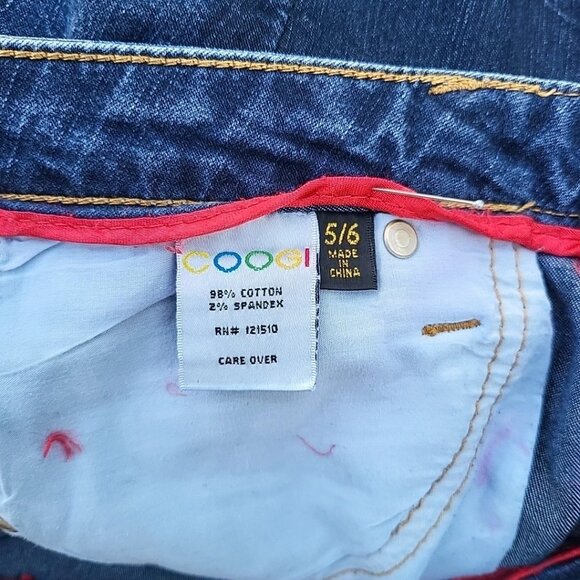 COOGI
98% COTTON
2% SPANDEX
RN# 121510
CARE OVER
5/6
MADE
IN
CHINA